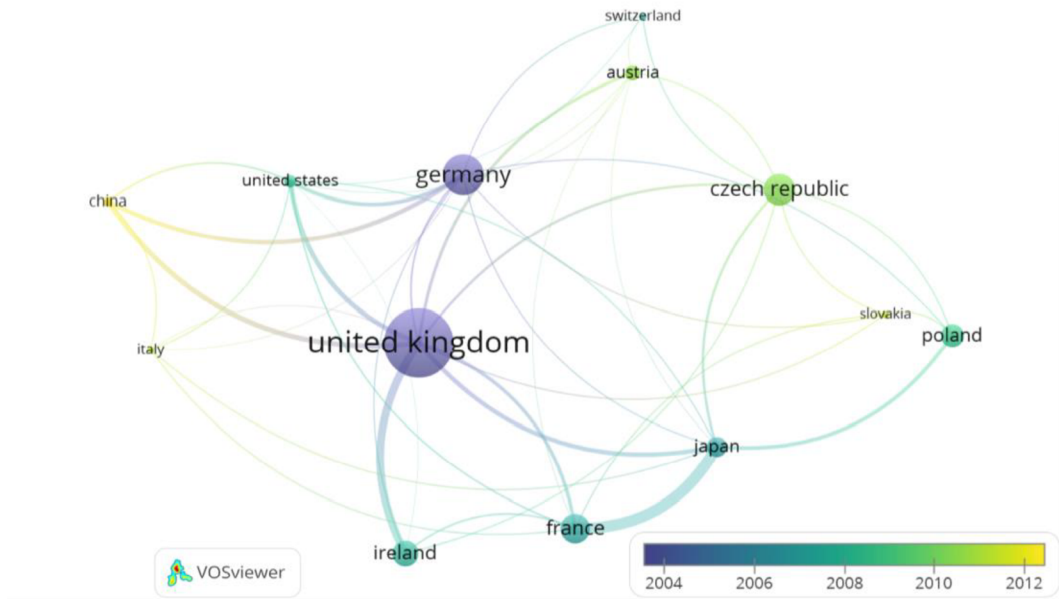 switzerland
austria
germany
united states
czech republic
china
slovakia
poland
united kingdom
italy
japan
france
ireland
VOSviewer
2004 2006 2008 2010 2012